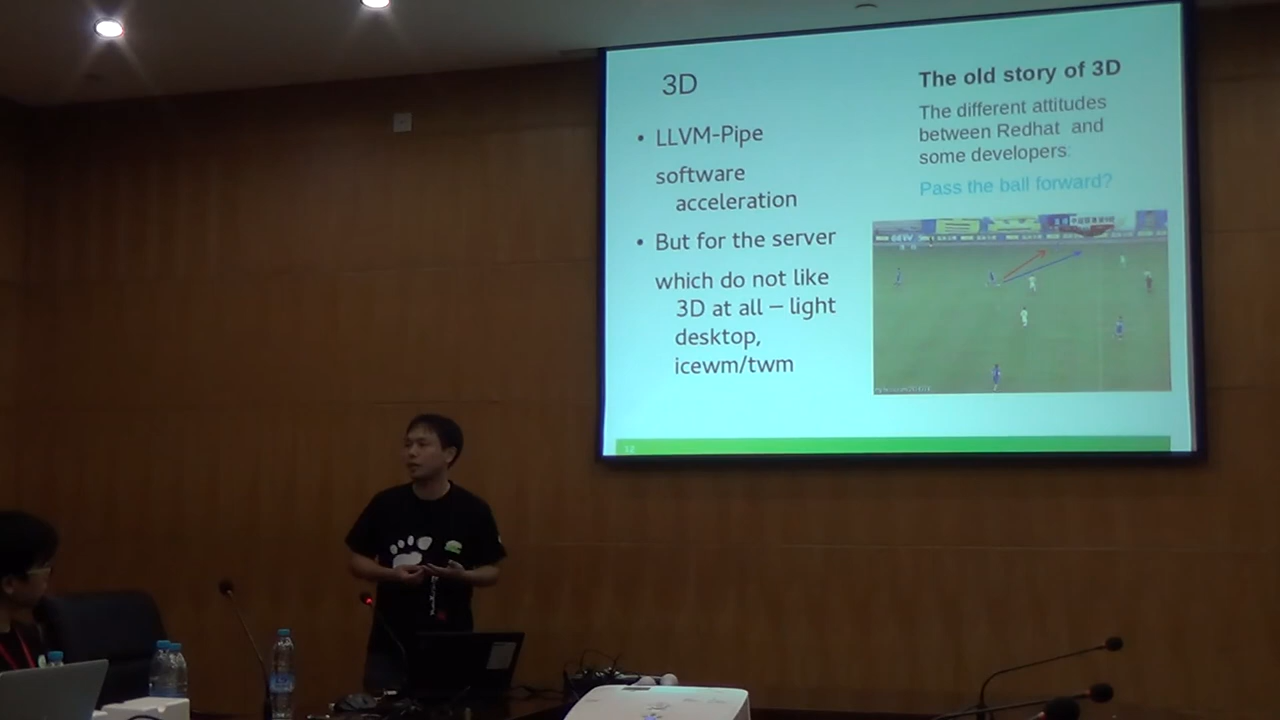 3D
• LLVM-Pipe
software
acceleration
• But for the server
which do not like
3D at all – light
desktop,
icewm/twm
The old story of 3D
The different attitudes
between Redhat and
some developers:
Pass the ball forward?
12